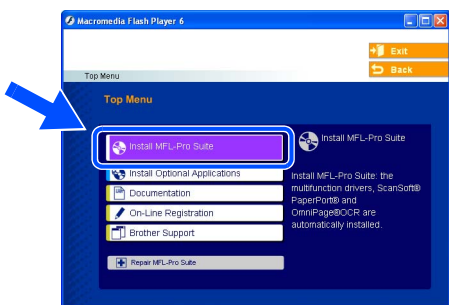 Macromedia Flash Player 6
Exit
Back
Top Menu
Top Menu
Install MFL-Pro Suite
Install Optional Applications
Documentation
On-Line Registration
Brother Support
Repair MFL-Pro Suite
Install MFL-Pro Suite
Install MFL-Pro Suite: the
multifunction drivers, ScanSoft®
PaperPort® and
OmniPage®OCR are
automatically installed.